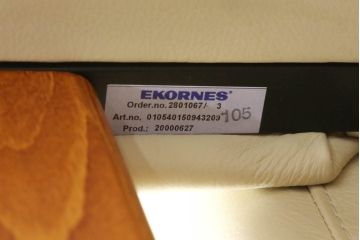 EKORNES®
Order.no. 2801067/ 3
Art.no. 010540150943209 105
Prod.: 20000627